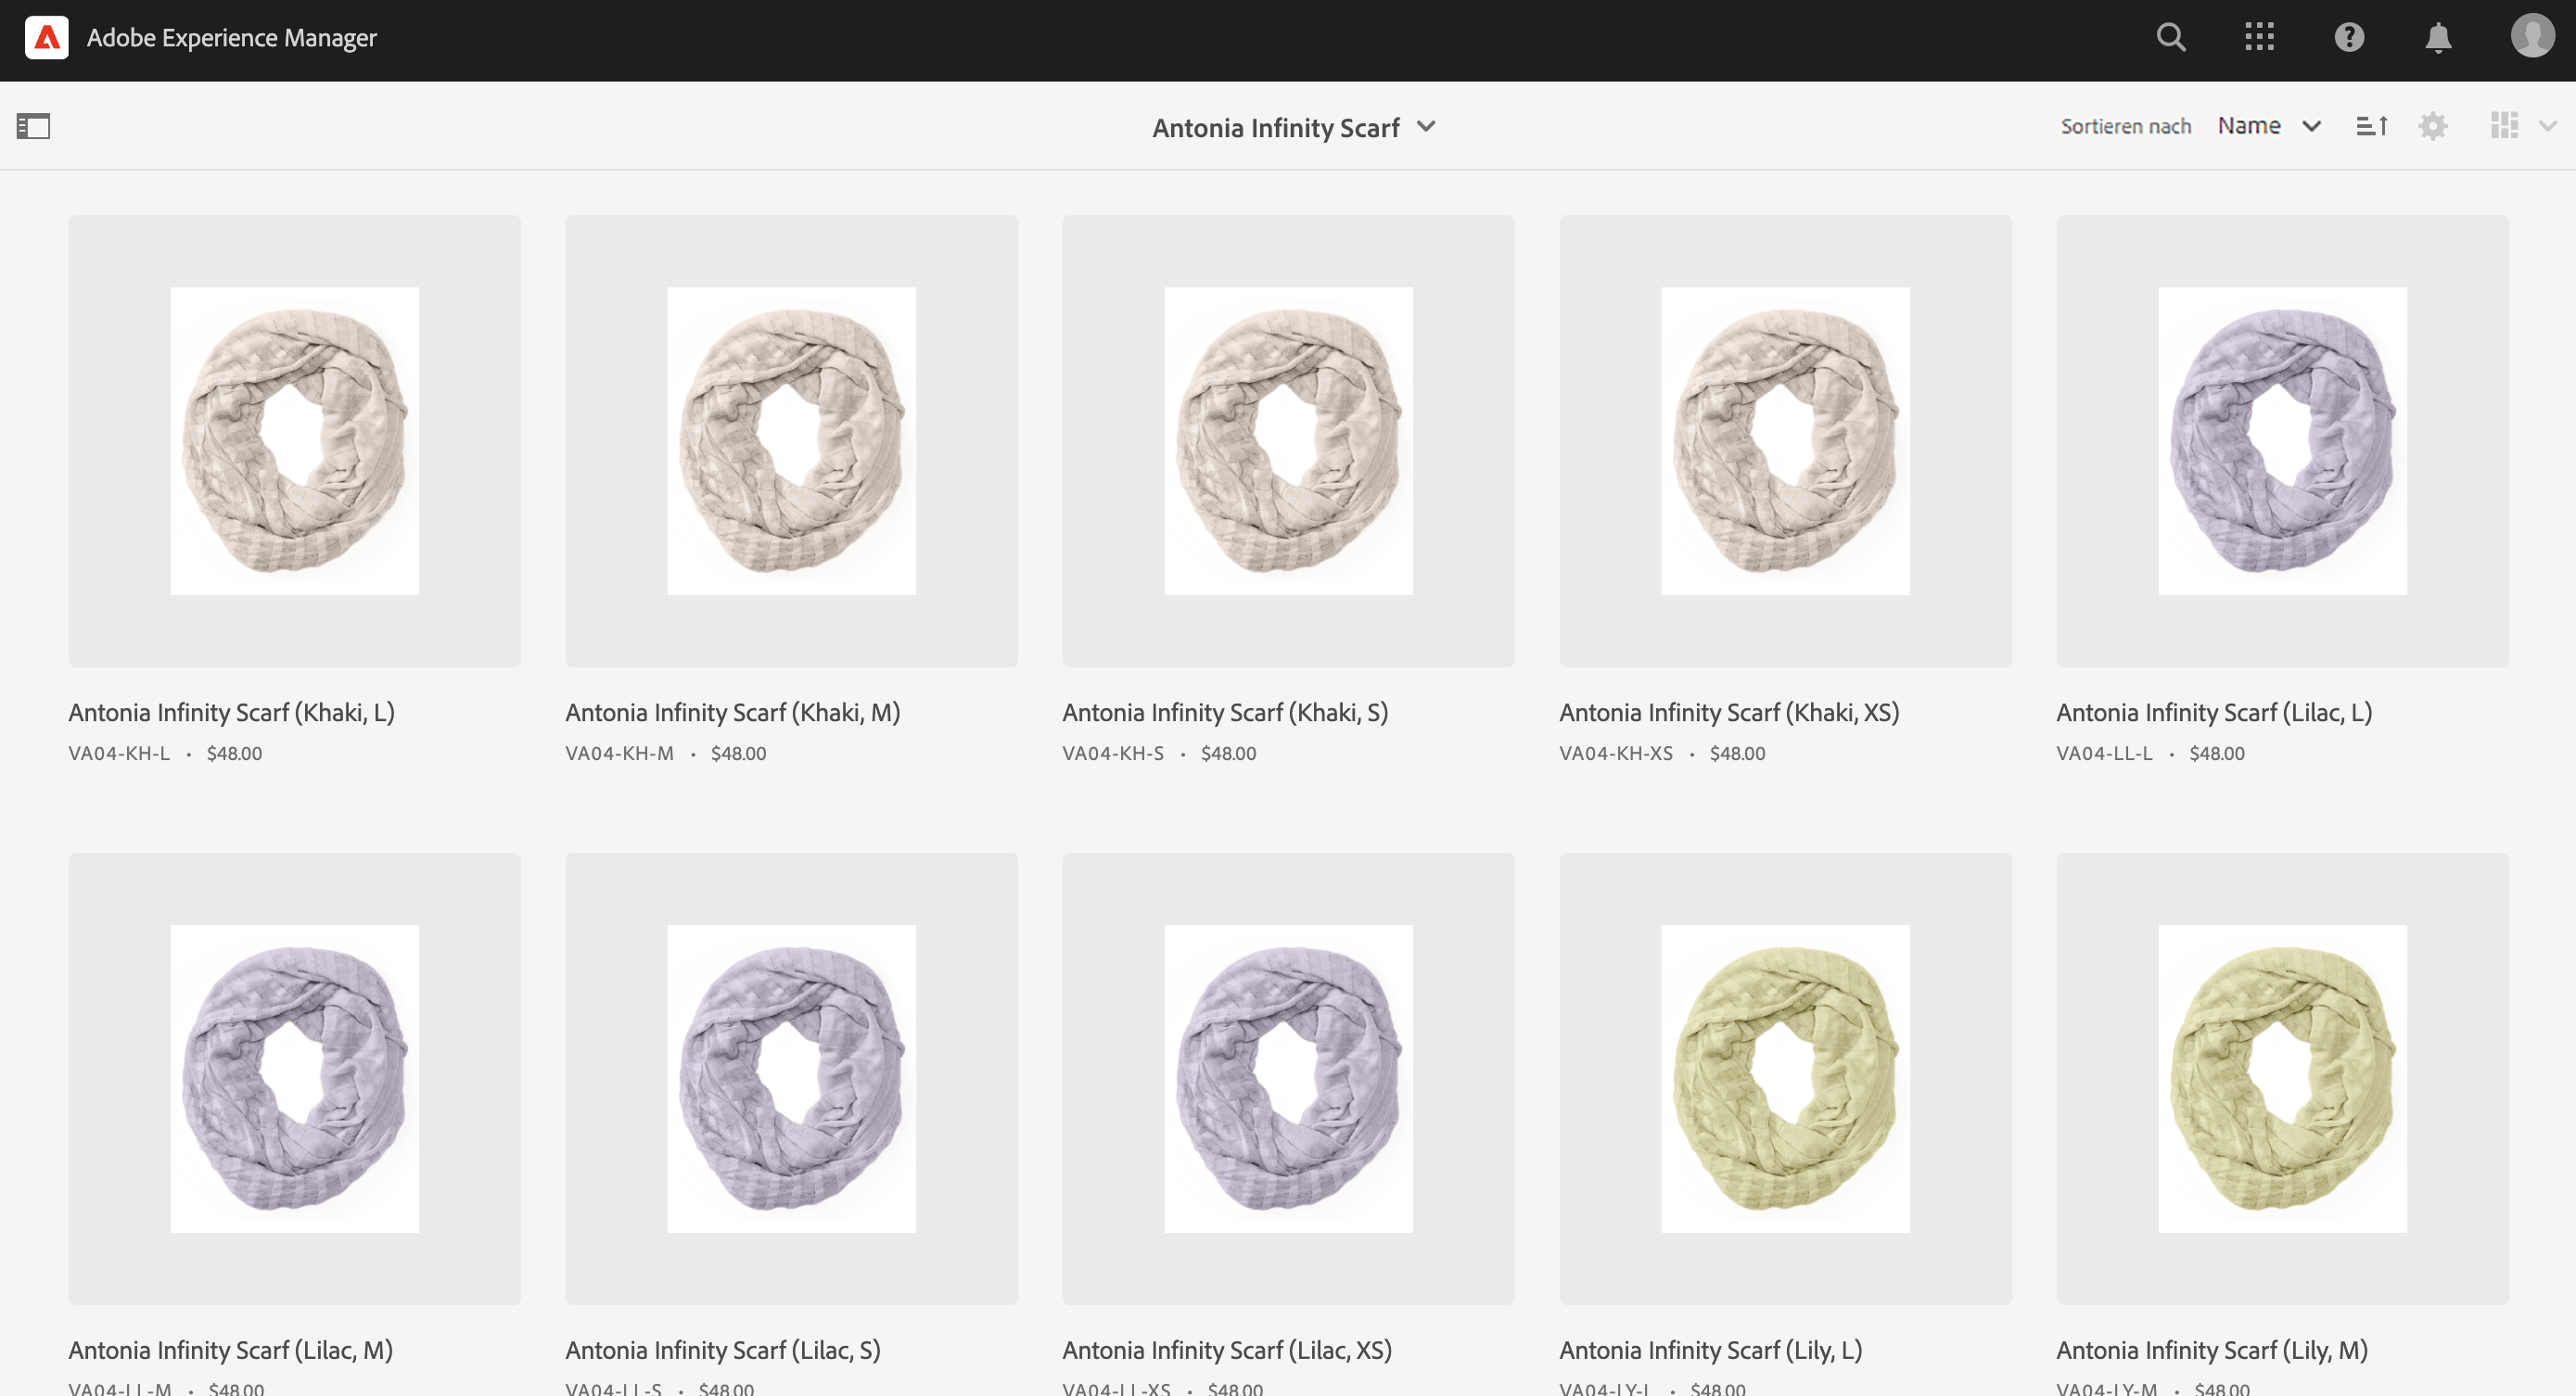 Adobe Experience Manager
Antonia Infinity Scarf
Sortieren nach Name
Antonia Infinity Scarf (Khaki, L)
VA04-KH-L • $48.00
Antonia Infinity Scarf (Khaki, M)
VA04-KH-M • $48.00
Antonia Infinity Scarf (Khaki, S)
VA04-KH-S • $48.00
Antonia Infinity Scarf (Khaki, XS)
VA04-KH-XS • $48.00
Antonia Infinity Scarf (Lilac, L)
VA04-LL-L • $48.00
Antonia Infinity Scarf (Lilac, M)
VA04-LL-M • $48.00
Antonia Infinity Scarf (Lilac, S)
VA04-LL-S • $48.00
Antonia Infinity Scarf (Lilac, XS)
VA04-LL-XS • $48.00
Antonia Infinity Scarf (Lily, L)
VA04-LY-L • $48.00
Antonia Infinity Scarf (Lily, M)
VA04-LY-M • $48.00